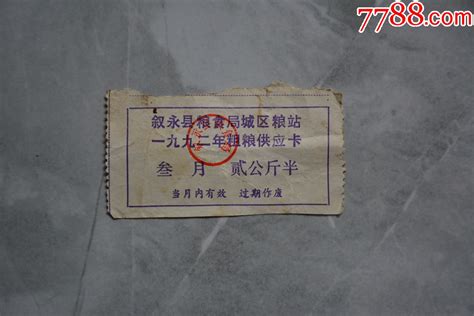 7788.com
叙永县粮食局城区粮站
一九九二年粗粮供应卡
叁月 贰公斤半
当月内有效 过期作废